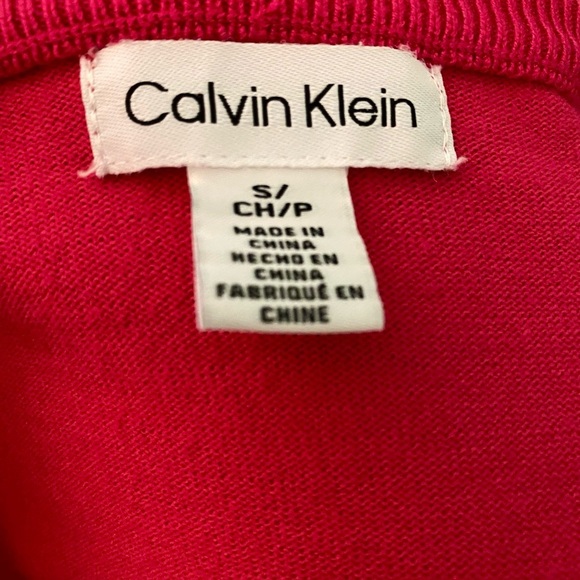 Calvin Klein
S/
CH/P
MADE IN
CHINA
HECHO EN
CHINA
FABRIQUÉ EN
CHINE